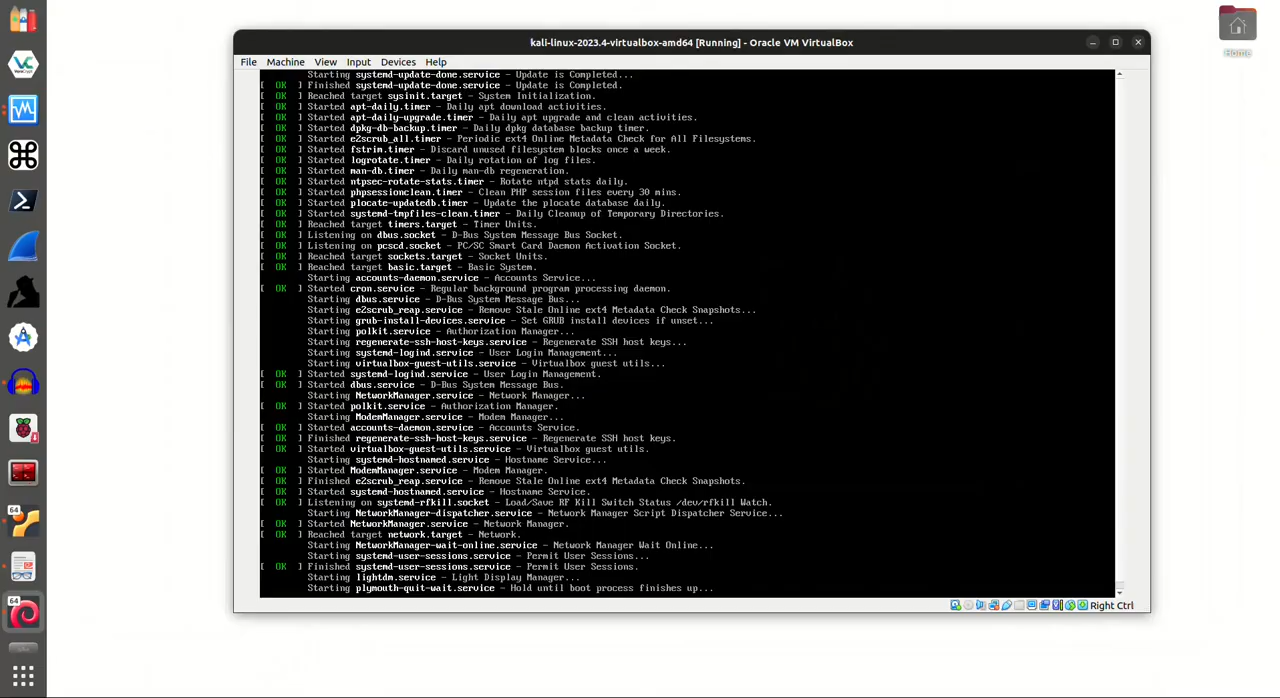 kali-linux-2023.4-virtualbox-amd64 [Running] - Oracle VM VirtualBox
Home
File Machine View Input Devices Help
Starting systemd-update-done.service - Update is Completed...
[ OK ] Finished systemd-update-done.service - Update is Completed.
[ OK ] Reached target sysinit.target - System Initialization.
[ OK ] Started apt-daily.timer - Daily apt download activities.
[ OK ] Started apt-daily-upgrade.timer - Daily apt upgrade and clean activities.
[ OK ] Started dpkg-db-backup.timer - Daily dpkg database backup timer.
[ OK ] Started e2scrub_all.timer - Periodic ext4 Online Metadata Check for All Filesystems.
[ OK ] Started fstrim.timer - Discard unused filesystem blocks once a week.
[ OK ] Started logrotate.timer - Daily rotation of log files.
[ OK ] Started man-db.timer - Daily man-db regeneration.
[ OK ] Started ntpsec-rotate-stats.timer - Rotate ntpd stats daily.
[ OK ] Started phpsessionclean.timer - Clean PHP session files every 30 mins.
[ OK ] Started plocate-updatedb.timer - Update the plocate database daily.
[ OK ] Started systemd-tmpfiles-clean.timer - Daily Cleanup of Temporary Directories.
[ OK ] Reached target timers.target - Timer Units.
[ OK ] Listening on dbus.socket - D-Bus System Message Bus Socket.
[ OK ] Listening on pcscd.socket - PC/SC Smart Card Daemon Activation Socket.
[ OK ] Reached target sockets.target - Socket Units.
[ OK ] Reached target basic.target - Basic System.
Starting accounts-daemon.service - Accounts Service...
[ OK ] Started cron.service - Regular background program processing daemon.
Starting dbus.service - D-Bus System Message Bus...
Starting e2scrub_reap.service - Remove Stale Online ext4 Metadata Check Snapshots...
Starting grub-install-devices.service - Set GRUB install devices if unset...
Starting polkit.service - Authorization Manager...
Starting regenerate-ssh-host-keys.service - Regenerate SSH host keys...
Starting systemd-logind.service - User Login Management...
Starting virtualbox-guest-utils.service - Virtualbox guest utils...
[ OK ] Started systemd-logind.service - User Login Management.
[ OK ] Started dbus.service - D-Bus System Message Bus.
Starting NetworkManager.service - Network Manager...
[ OK ] Started polkit.service - Authorization Manager.
Starting ModemManager.service - Modem Manager...
[ OK ] Started accounts-daemon.service - Accounts Service.
[ OK ] Finished regenerate-ssh-host-keys.service - Regenerate SSH host keys.
[ OK ] Started virtualbox-guest-utils.service - Virtualbox guest utils.
Starting systemd-hostnamed.service - Hostname Service...
[ OK ] Started ModemManager.service - Modem Manager.
[ OK ] Finished e2scrub_reap.service - Remove Stale Online ext4 Metadata Check Snapshots.
[ OK ] Started systemd-hostnamed.service - Hostname Service.
[ OK ] Listening on systemd-rfkill.socket - Load/Save RF Kill Switch Status /dev/rfkill Watch.
Starting NetworkManager-dispatcher.service - Network Manager Script Dispatcher Service...
[ OK ] Started NetworkManager.service - Network Manager.
[ OK ] Reached target network.target - Network.
Starting NetworkManager-wait-online.service - Network Manager Wait Online...
Starting systemd-user-sessions.service - Permit User Sessions...
[ OK ] Finished systemd-user-sessions.service - Permit User Sessions.
Starting lightdm.service - Light Display Manager...
Starting plymouth-quit-wait.service - Hold until boot process finishes up...
Right Ctrl
64
64